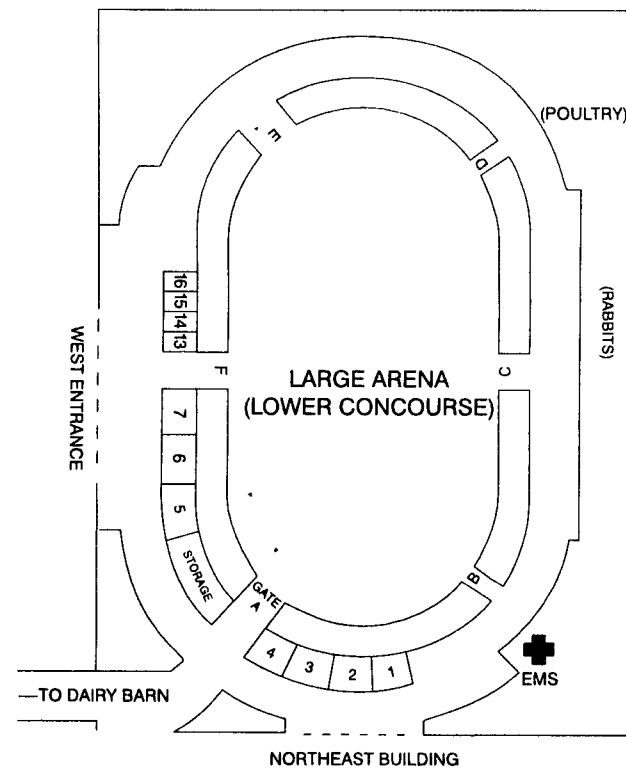 (POULTRY)
E
D
(RABBITS)
16
15
14
13
WEST ENTRANCE
F
LARGE ARENA
(LOWER CONCOURSE)
C
7
6
5
STORAGE
GATE
A
B
4
3
2
1
EMS
TO DAIRY BARN
NORTHEAST BUILDING